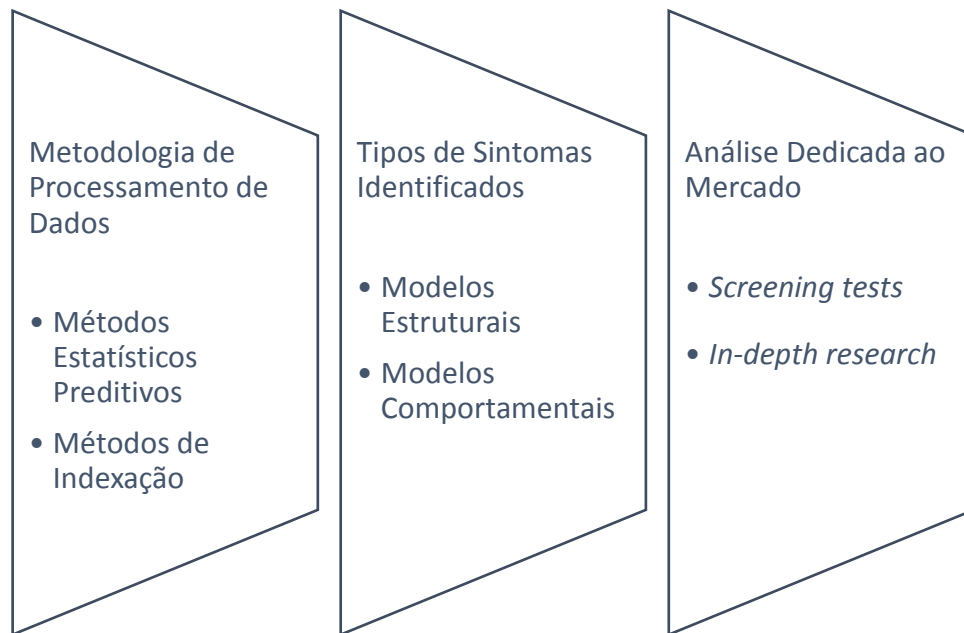 Metodologia de
Processamento de
Dados
• Métodos
Estatísticos
Preditivos
• Métodos de
Indexação
Tipos de Sintomas
Identificados
• Modelos
Estruturais
• Modelos
Comportamentais
Análise Dedicada ao
Mercado
• Screening tests
• In-depth research